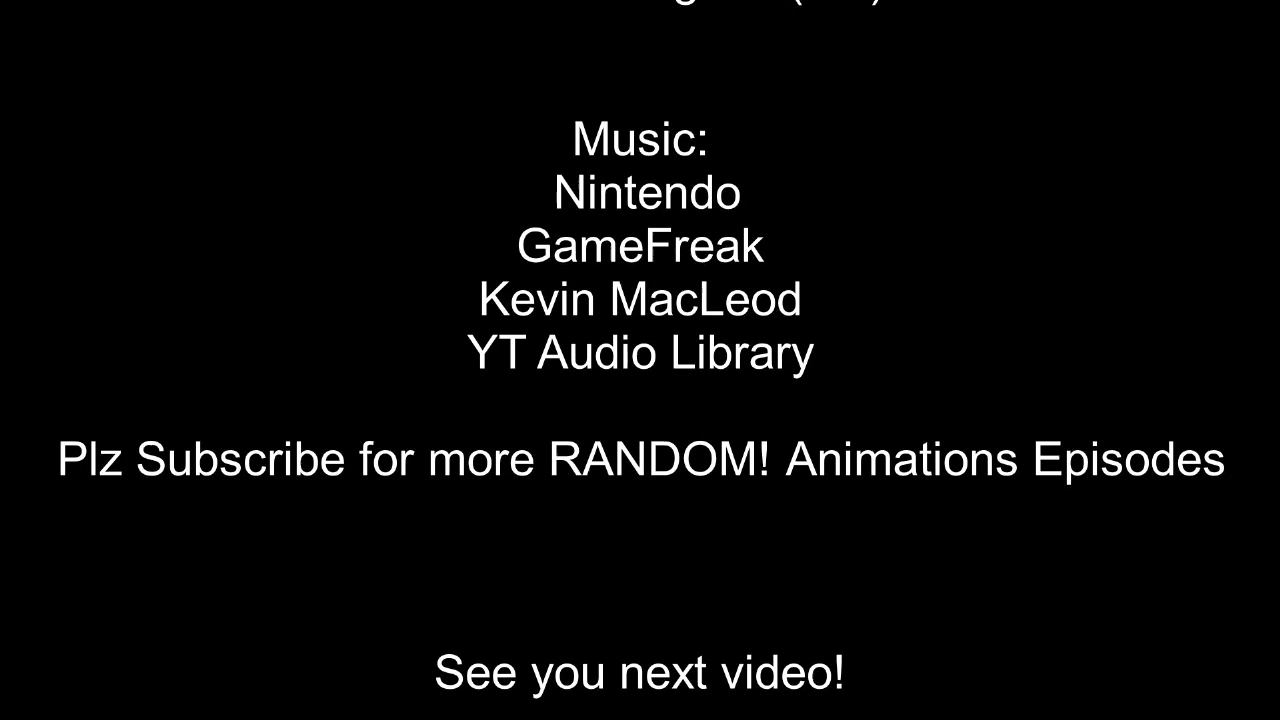 Music:
Nintendo
GameFreak
Kevin MacLeod
YT Audio Library
Plz Subscribe for more RANDOM! Animations Episodes
See you next video!